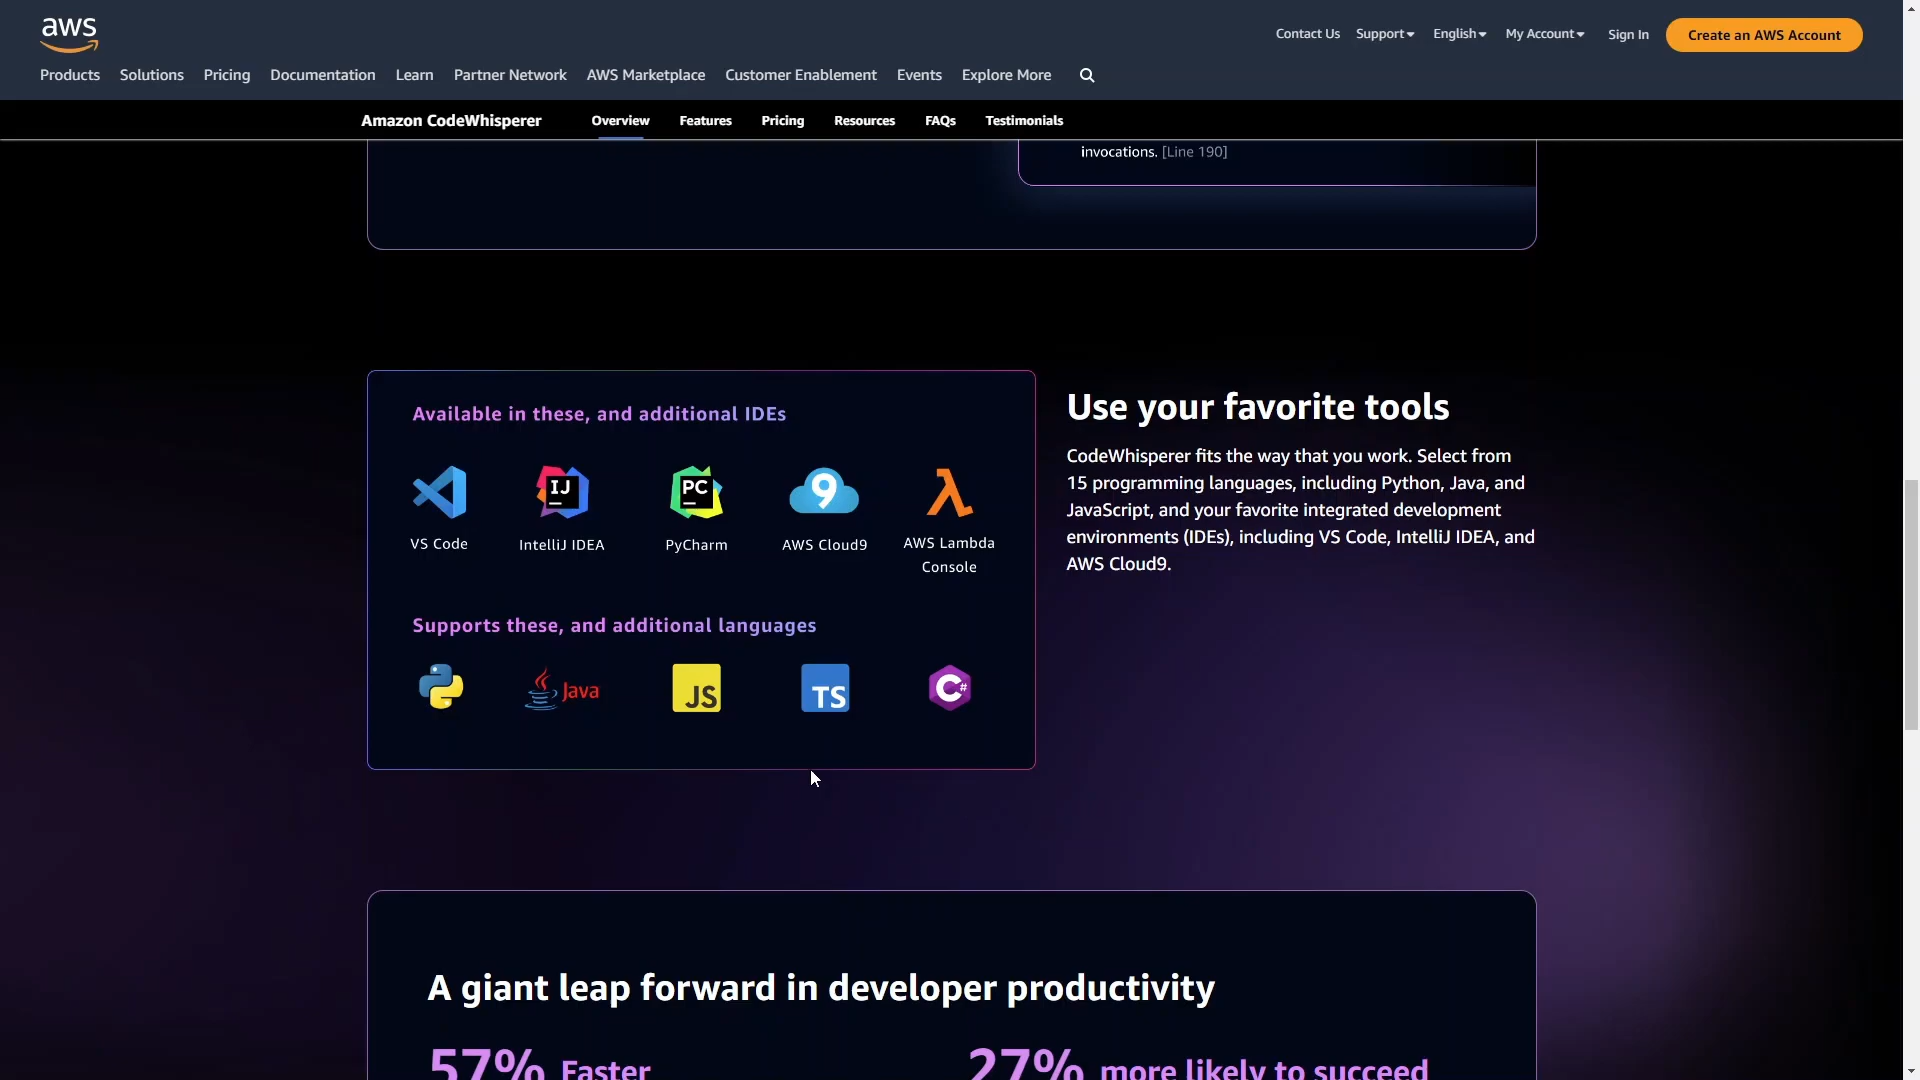 aws
Contact Us Support English My Account Sign In Create an AWS Account
Products Solutions Pricing Documentation Learn Partner Network AWS Marketplace Customer Enablement Events Explore More
Amazon CodeWhisperer Overview Features Pricing Resources FAQs Testimonials
invocations. [Line 190]
Available in these, and additional IDEs
IJ PC 9
VS Code IntelliJ IDEA PyCharm AWS Cloud9 AWS Lambda
Console
Supports these, and additional languages
Java JS TS C#
Use your favorite tools
CodeWhisperer fits the way that you work. Select from
15 programming languages, including Python, Java, and
JavaScript, and your favorite integrated development
environments (IDEs), including VS Code, IntelliJ IDEA, and
AWS Cloud9.
A giant leap forward in developer productivity
57% Faster 27% more likely to succeed